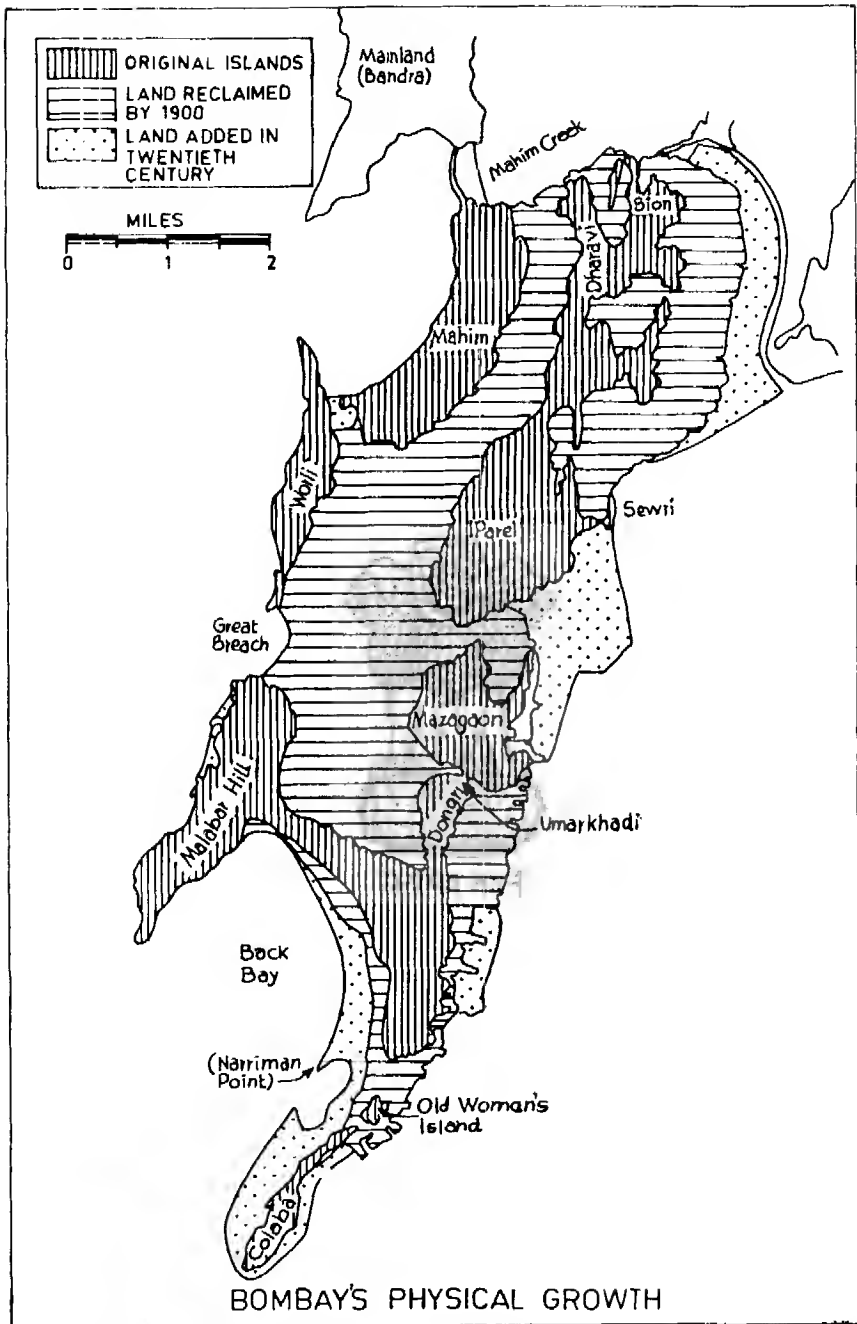 ORIGINAL ISLANDS
LAND RECLAIMED
BY 1900
LAND ADDED IN
TWENTIETH
CENTURY
MILES
0 1 2
Mainland
(Bandra)
Mahim Creek
Sion
Dharavi
Mahim
Worli
Parel
Sewri
Great
Breach
Mazagaon
Malabar Hill
Dongri
Umarkhadi
Back
Bay
(Narriman
Point)
Old Woman's
Island
Colaba
BOMBAY'S PHYSICAL GROWTH